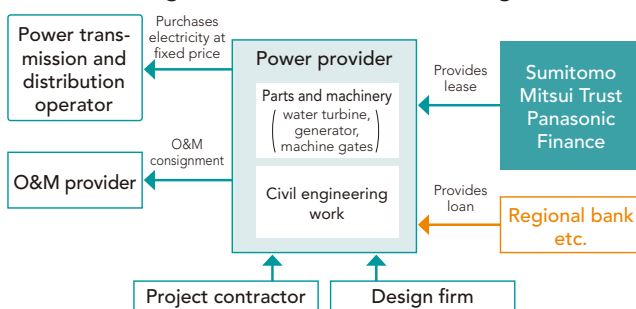 Power trans-
mission and
distribution
operator
Purchases
electricity at
fixed price
Power provider
Parts and machinery
( water turbine,
generator,
machine gates )
Provides
lease
Sumitomo
Mitsui Trust
Panasonic
Finance
O&M
consignment
O&M provider
Civil engineering
work
Provides
loan
Regional bank
etc.
Project contractor
Design firm